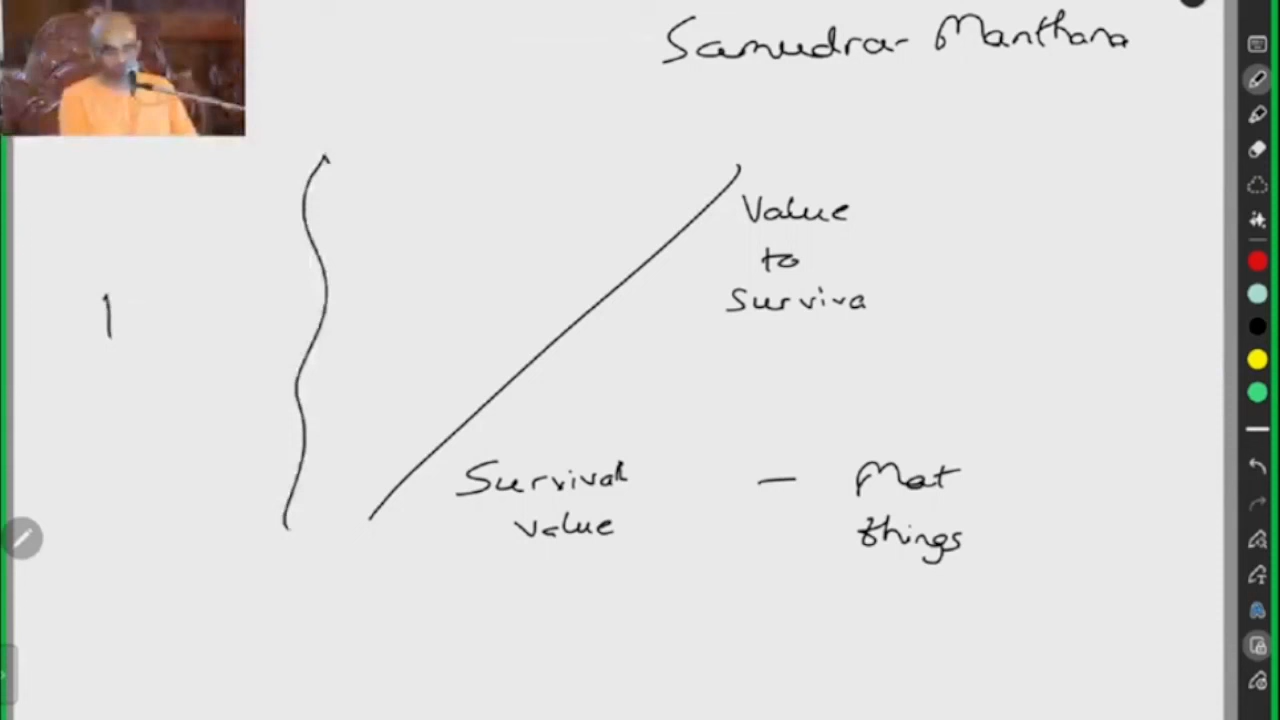 Samudra Manthana
Value
to
Surviva
1
Survival
value
— Mat
things